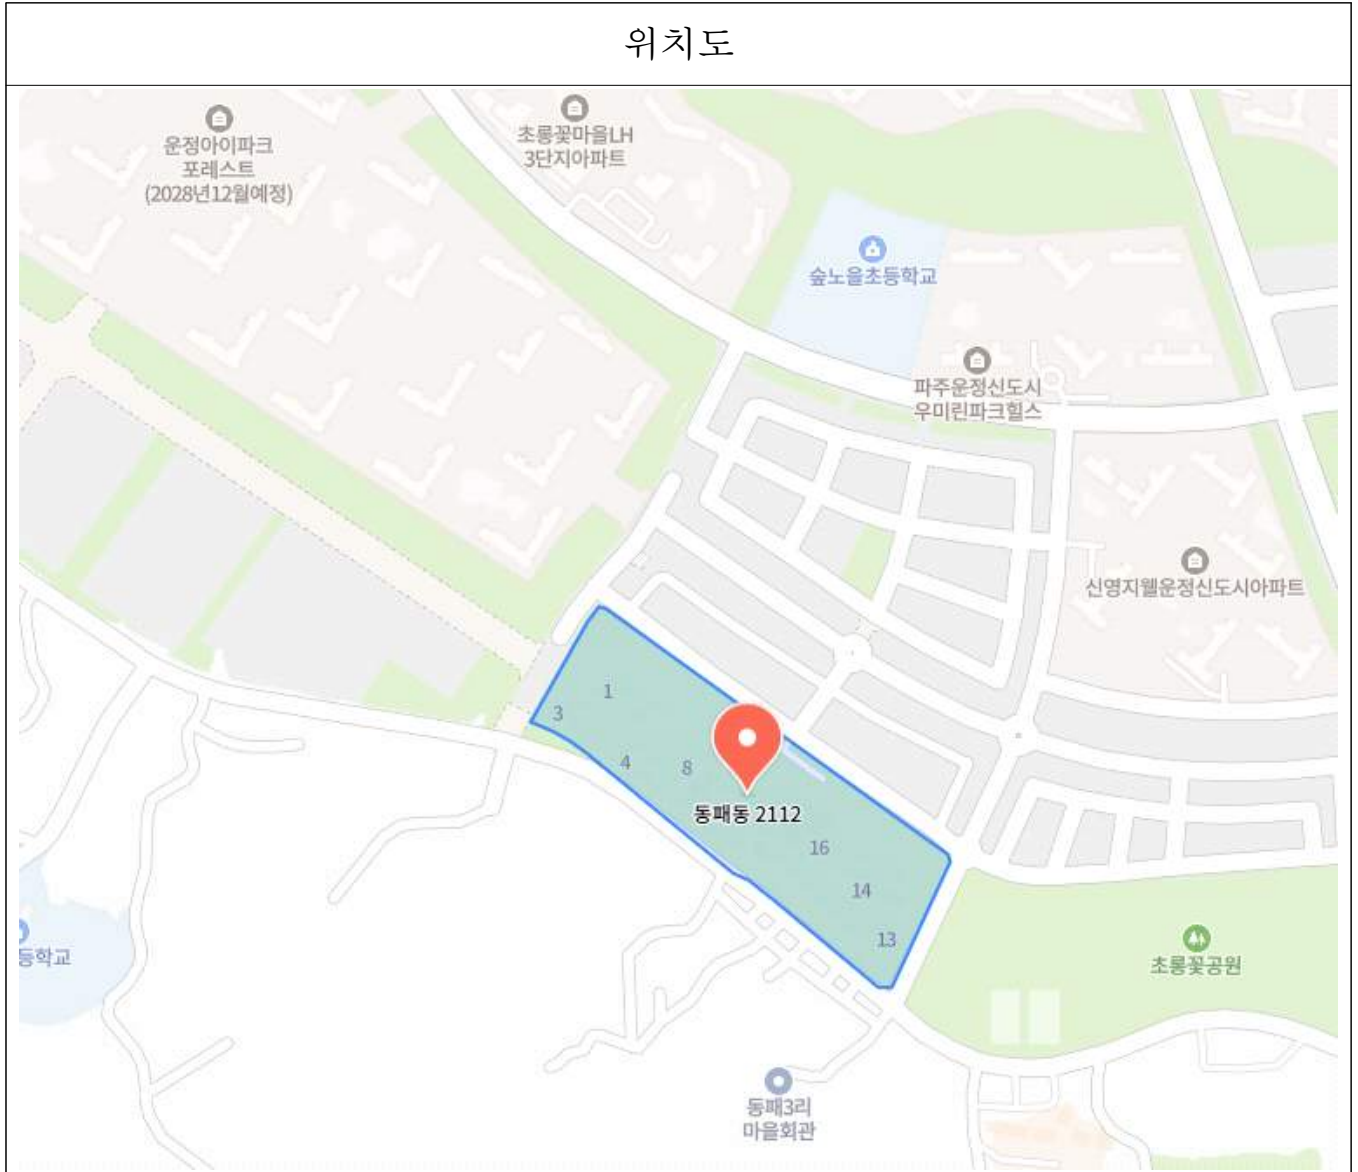 위치도
운정아이파크
포레스트
(2028년12월예정)
초롱꽃마을LH
3단지아파트
숲노을초등학교
파주운정신도시
우미린파크힐스
신영지웰운정신도시아파트
1
3
4
8
동패동 2112
16
14
13
등학교
초롱꽃공원
동패3리
마을회관